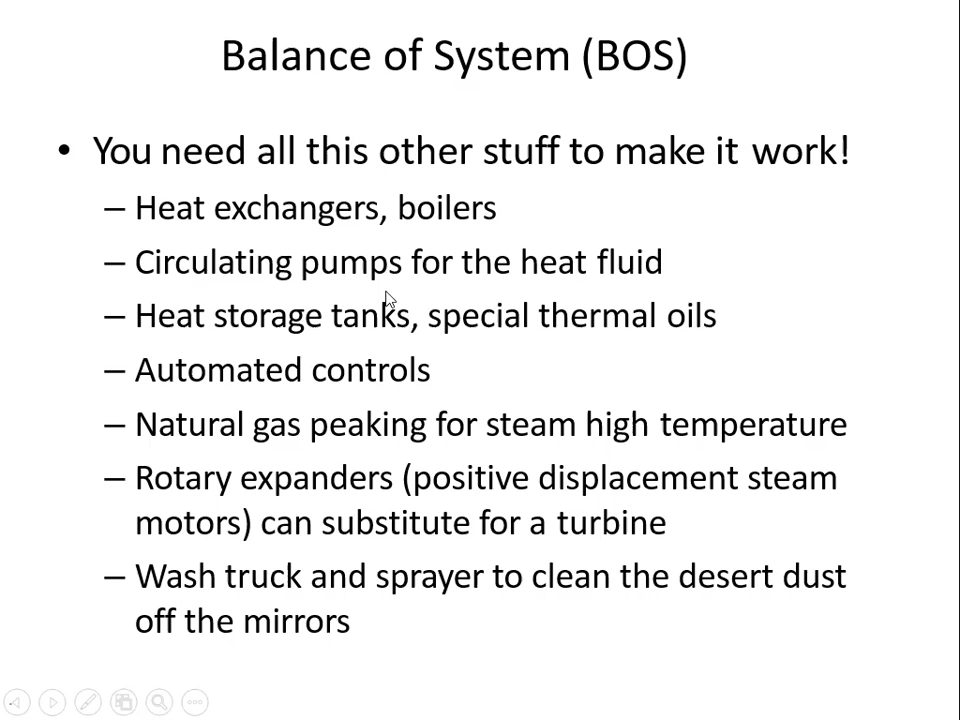 Balance of System (BOS)
• You need all this other stuff to make it work!
– Heat exchangers, boilers
– Circulating pumps for the heat fluid
– Heat storage tanks, special thermal oils
– Automated controls
– Natural gas peaking for steam high temperature
– Rotary expanders (positive displacement steam
motors) can substitute for a turbine
– Wash truck and sprayer to clean the desert dust
off the mirrors